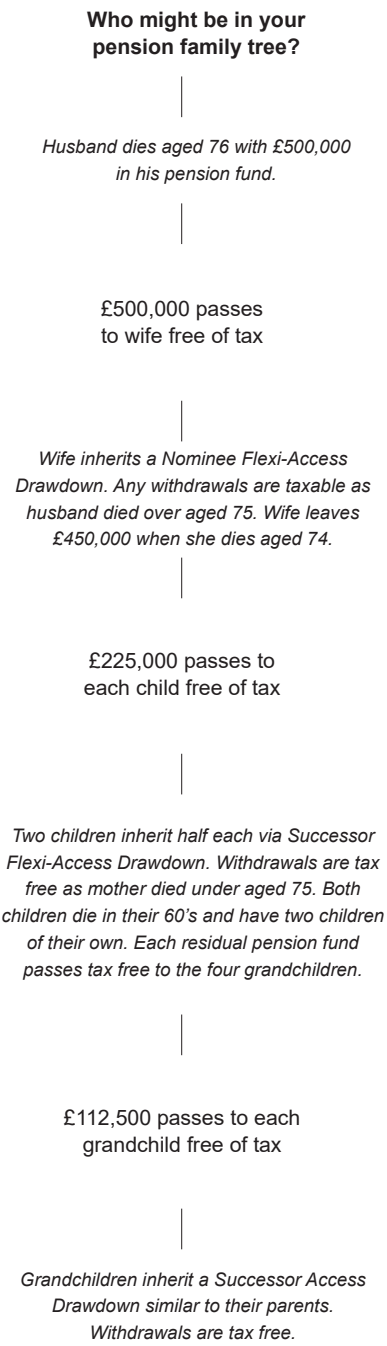 Who might be in your
pension family tree?
Husband dies aged 76 with £500,000
in his pension fund.
£500,000 passes
to wife free of tax
Wife inherits a Nominee Flexi-Access
Drawdown. Any withdrawals are taxable as
husband died over aged 75. Wife leaves
£450,000 when she dies aged 74.
£225,000 passes to
each child free of tax
Two children inherit half each via Successor
Flexi-Access Drawdown. Withdrawals are tax
free as mother died under aged 75. Both
children die in their 60’s and have two children
of their own. Each residual pension fund
passes tax free to the four grandchildren.
£112,500 passes to each
grandchild free of tax
Grandchildren inherit a Successor Access
Drawdown similar to their parents.
Withdrawals are tax free.